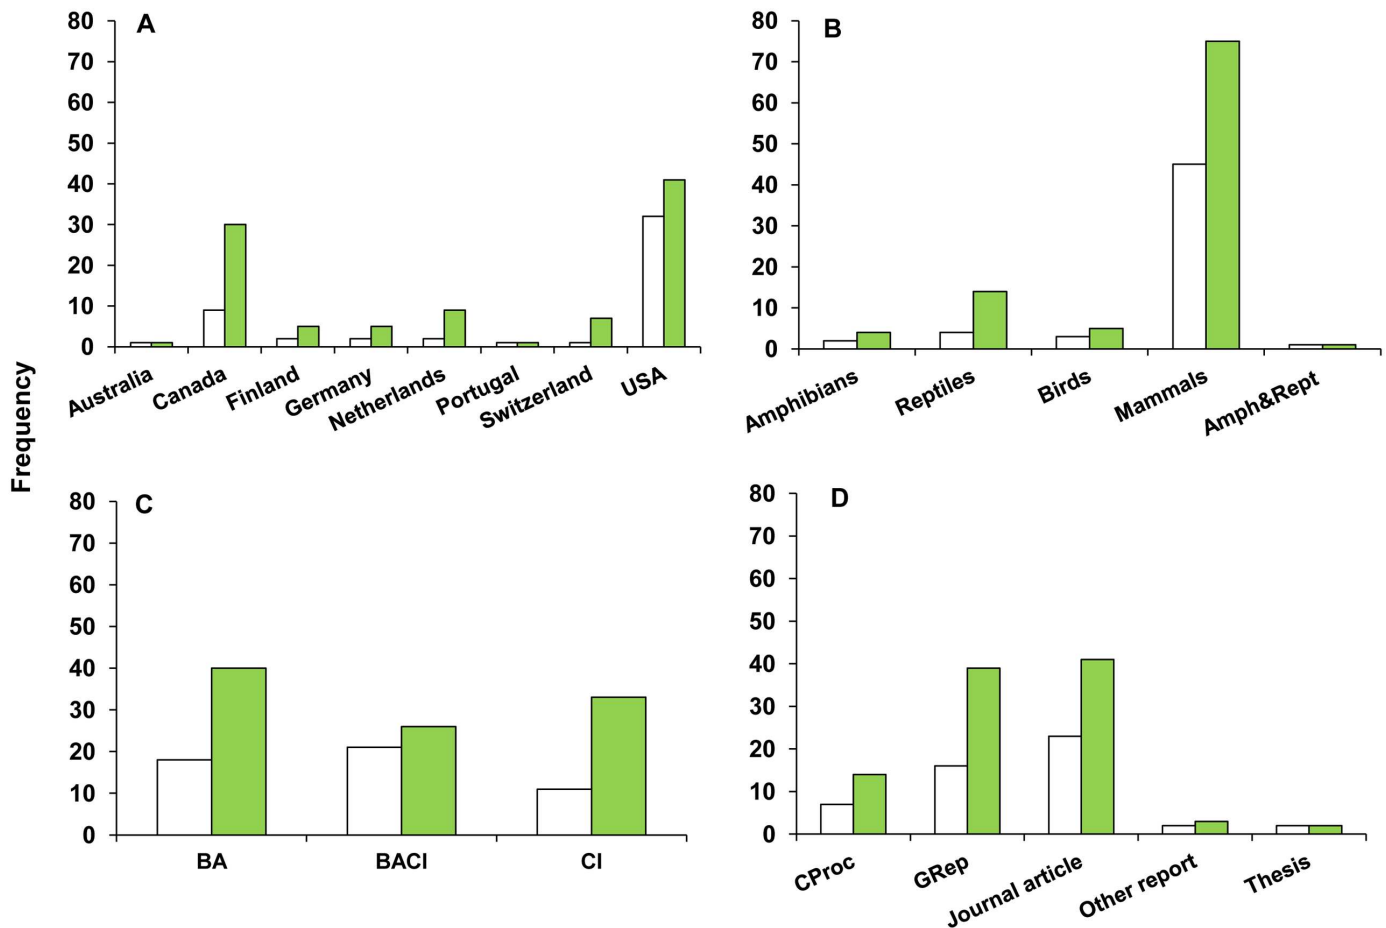 A
80
70
60
50
40
30
20
10
0
Australia
Canada
Finland
Germany
Netherlands
Portugal
Switzerland
USA
B
80
70
60
50
40
30
20
10
0
Amphibians
Reptiles
Birds
Mammals
Amph&Rept
Frequency
C
80
70
60
50
40
30
20
10
0
BA
BACI
CI
D
80
70
60
50
40
30
20
10
0
CProc
GRep
Journal article
Other report
Thesis